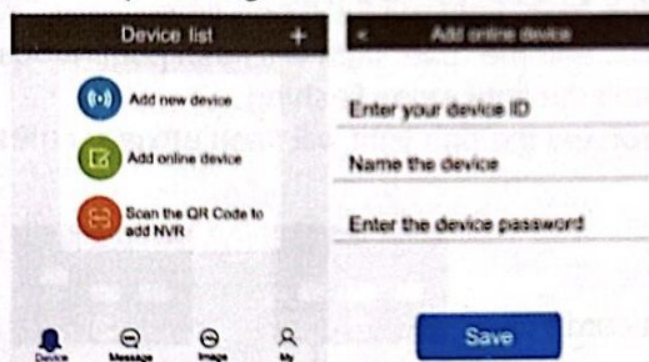 Device list +
Add new device
Add online device
Scan the QR Code to
add NVR
Device Message Image My
< Add online device
Enter your device ID
Name the device
Enter the device password
Save